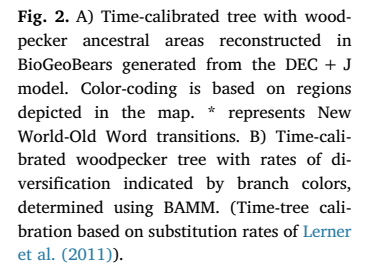 Fig. 2. A) Time-calibrated tree with wood-
pecker ancestral areas reconstructed in
BioGeoBears generated from the DEC + J
model. Color-coding is based on regions
depicted in the map. * represents New
World-Old Word transitions. B) Time-cali-
brated woodpecker tree with rates of di-
versification indicated by branch colors,
determined using BAMM. (Time-tree cali-
bration based on substitution rates of Lerner
et al. (2011)).